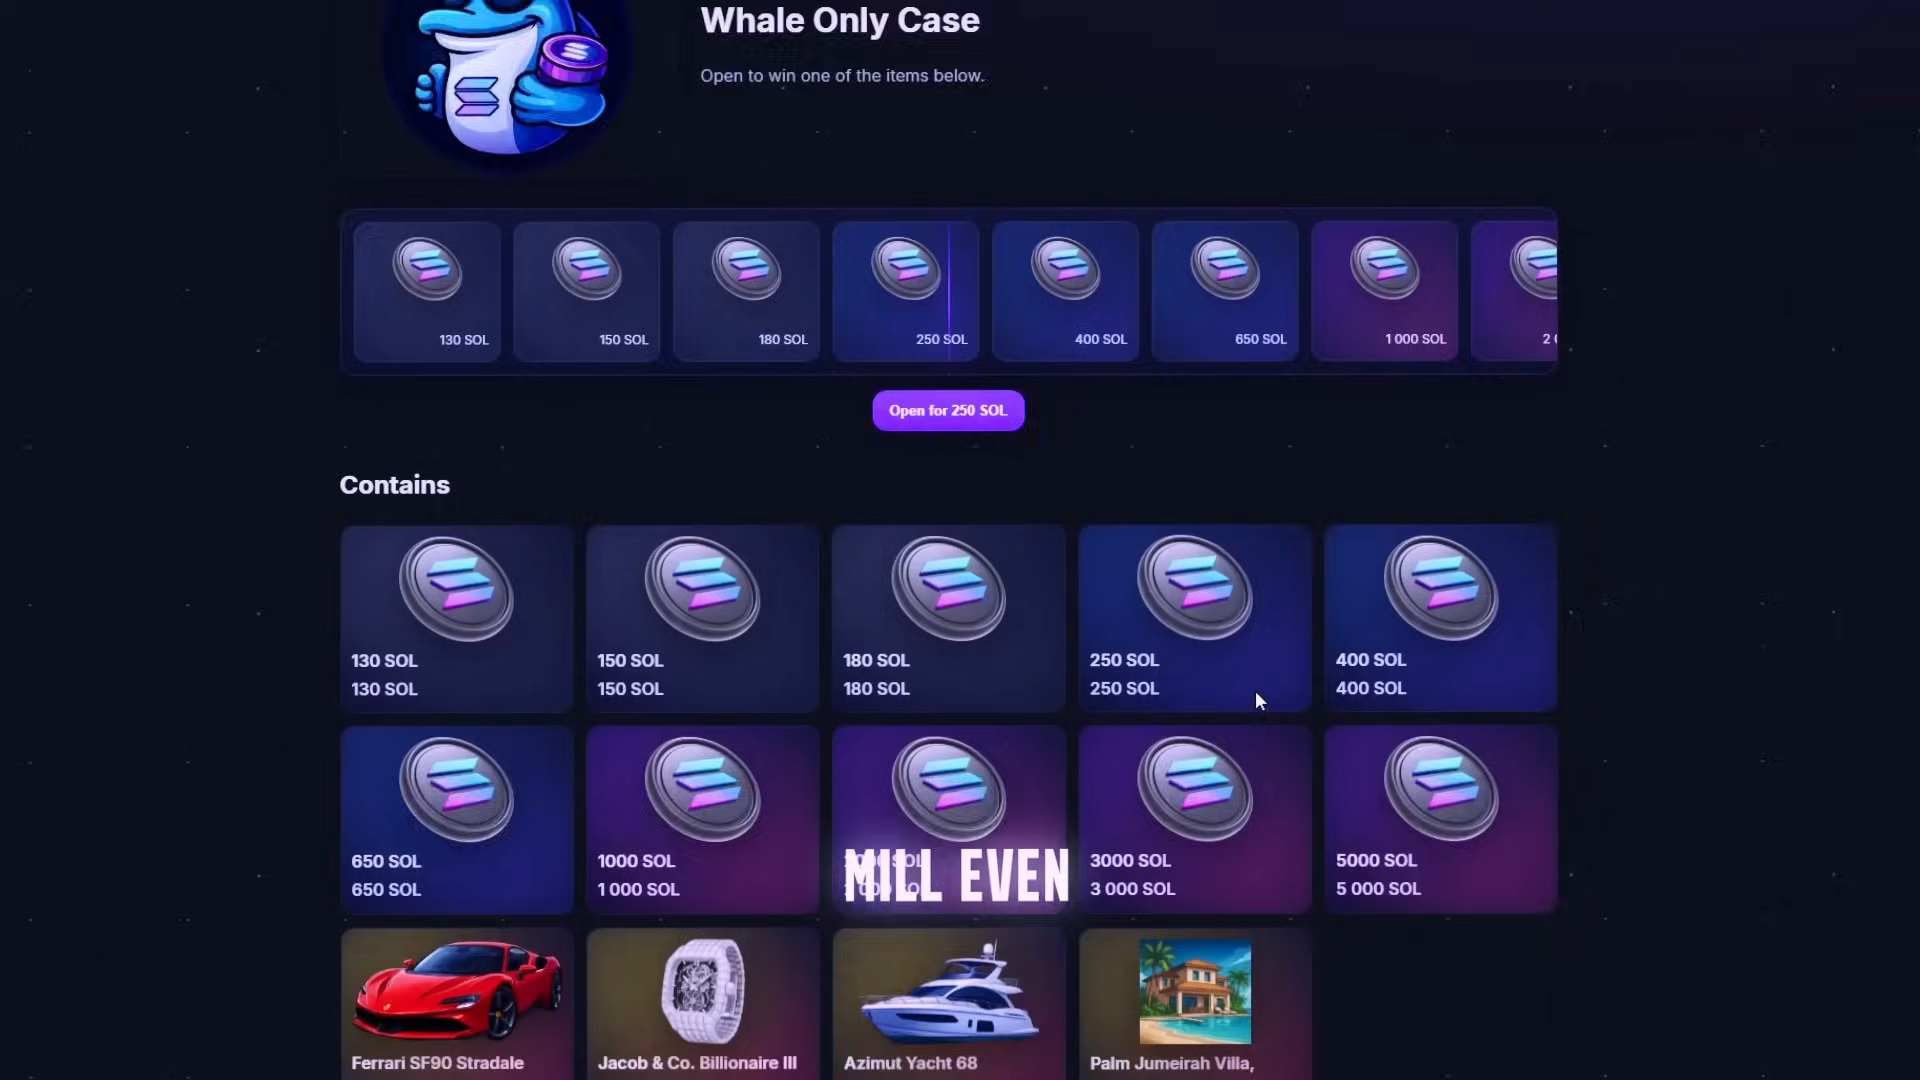 Whale Only Case
Open to win one of the items below.
130 SOL
150 SOL
180 SOL
250 SOL
400 SOL
650 SOL
1 000 SOL
Open for 250 SOL
Contains
130 SOL
130 SOL
150 SOL
150 SOL
180 SOL
180 SOL
250 SOL
250 SOL
400 SOL
400 SOL
650 SOL
650 SOL
1000 SOL
1 000 SOL
MILL EVEN
3000 SOL
3 000 SOL
5000 SOL
5 000 SOL
Ferrari SF90 Stradale
Jacob & Co. Billionaire III
Azimut Yacht 68
Palm Jumeirah Villa,